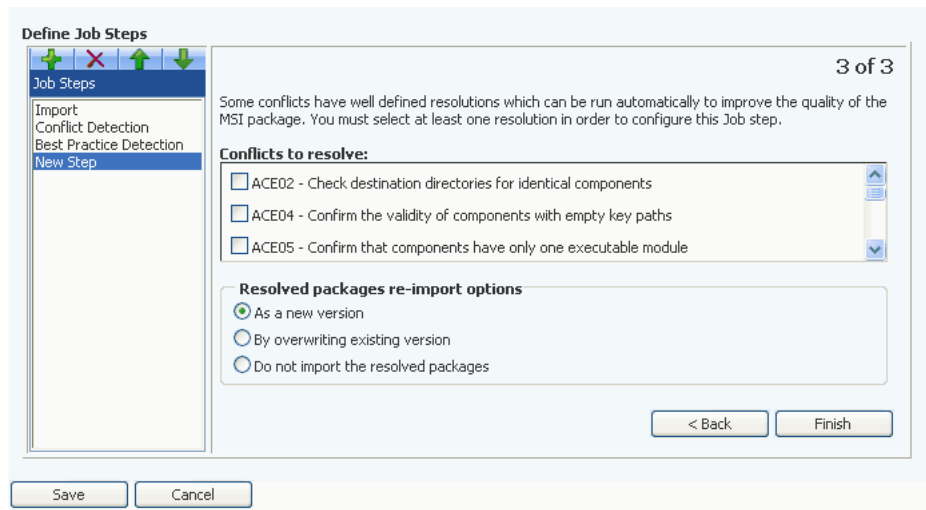 Define Job Steps
Job Steps
Import
Conflict Detection
Best Practice Detection
New Step
3 of 3
Some conflicts have well defined resolutions which can be run automatically to improve the quality of the
MSI package. You must select at least one resolution in order to configure this Job step.
Conflicts to resolve:
ACE02 - Check destination directories for identical components
ACE04 - Confirm the validity of components with empty key paths
ACE05 - Confirm that components have only one executable module
Resolved packages re-import options
As a new version
By overwriting existing version
Do not import the resolved packages
< Back
Finish
Save
Cancel